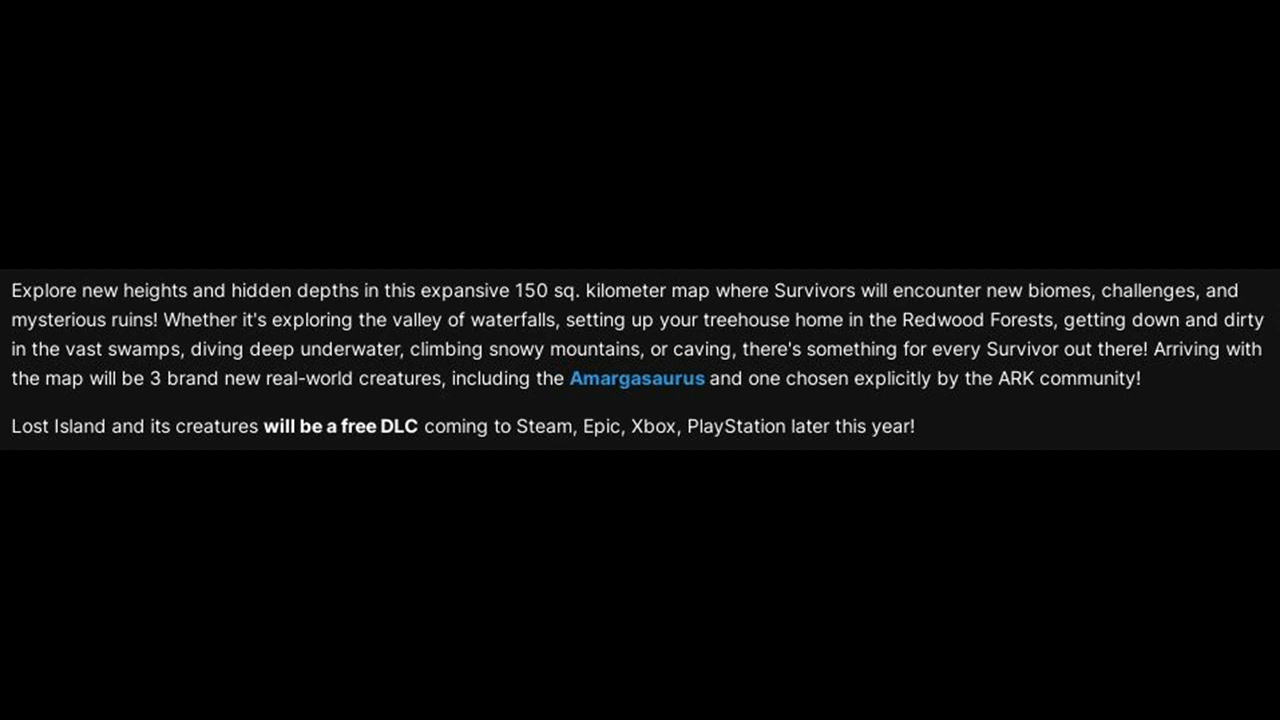 Explore new heights and hidden depths in this expansive 150 sq. kilometer map where Survivors will encounter new biomes, challenges, and
mysterious ruins! Whether it's exploring the valley of waterfalls, setting up your treehouse home in the Redwood Forests, getting down and dirty
in the vast swamps, diving deep underwater, climbing snowy mountains, or caving, there's something for every Survivor out there! Arriving with
the map will be 3 brand new real-world creatures, including the Amargasaurus and one chosen explicitly by the ARK community!
Lost Island and its creatures will be a free DLC coming to Steam, Epic, Xbox, PlayStation later this year!